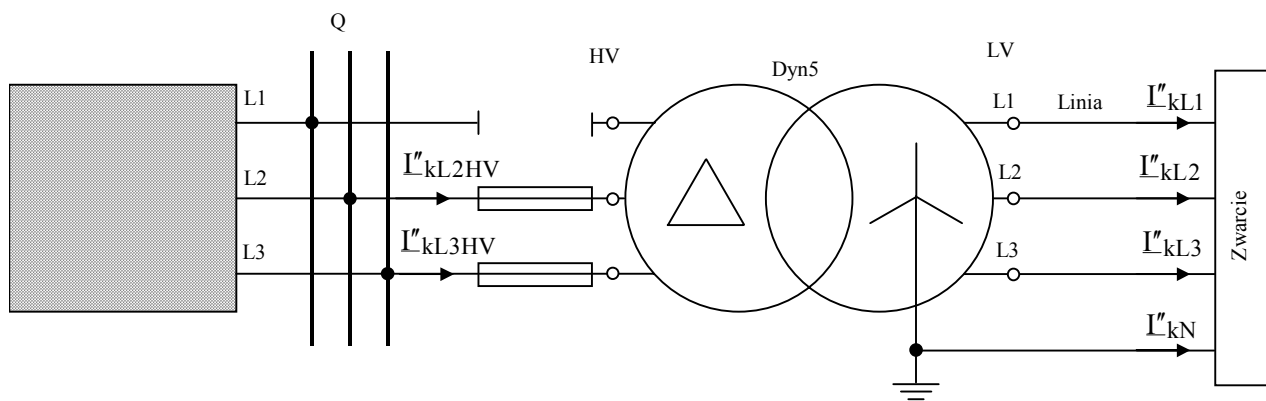 Q
HV
LV
Dyn5
L1
L1
Linia
I″kL1
L2
I″kL2HV
L2
I″kL2
L3
I″kL3HV
L3
I″kL3
I″kN
Zwarcie